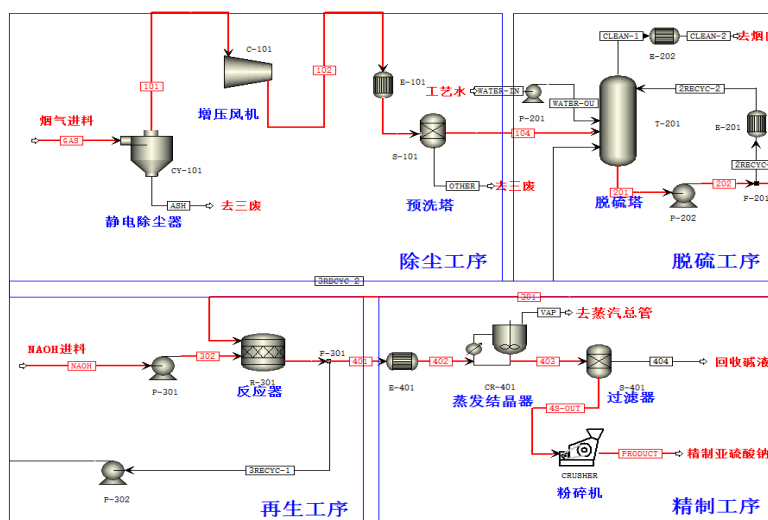 C-101
102
CLEAN-1
CLEAN-2
去烟
E-202
101
E-101
工艺水
WATER-IN
2RECYC-2
增压风机
WATER-OU
烟气进料
P-201
T-201
E-201
GAS
S-101
104
CY-101
2RECYC-
OTHER
去三废
201
202
ASH
去三废
预洗塔
脱硫塔
F-201
静电除尘器
P-202
除尘工序
脱硫工序
3RECYC-2
301
VAP
去蒸汽总管
NAOH进料
302
F-301
401
402
403
404
回收碱液
NAOH
P-301
R-301
反应器
E-401
CR-401
S-401
蒸发结晶器
过滤器
4S-OUT
PRODUCT
精制亚硫酸钠
3RECYC-1
CRUSHER
P-302
粉碎机
再生工序
精制工序